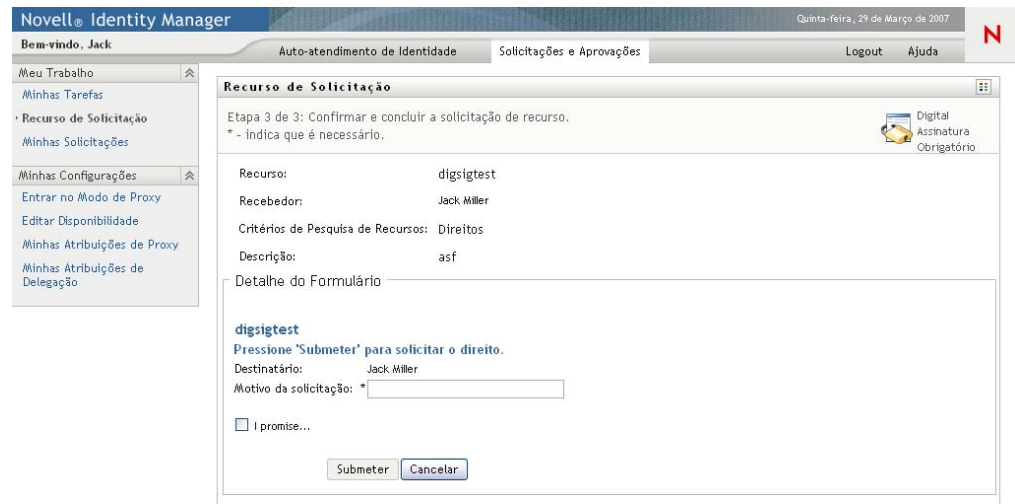 Novell® Identity Manager
Quinta-feira, 29 de Março de 2007
N
Bem-vindo, Jack
Auto-atendimento de Identidade
Solicitações e Aprovações
Logout
Ajuda
Meu Trabalho
Minhas Tarefas
Recurso de Solicitação
Minhas Solicitações
Minhas Configurações
Entrar no Modo de Proxy
Editar Disponibilidade
Minhas Atribuições de Proxy
Minhas Atribuições de
Delegação
Recurso de Solicitação
Etapa 3 de 3: Confirmar e concluir a solicitação de recurso.
* - indica que é necessário.
Digital
Assinatura
Obrigatório
Recurso: digsigtest
Recebedor: Jack Miller
Critérios de Pesquisa de Recursos: Direitos
Descrição: asf
Detalhe do Formulário
digsigtest
Pressione 'Submeter' para solicitar o direito.
Destinatário: Jack Miller
Motivo da solicitação: *
I promise...
Submeter
Cancelar